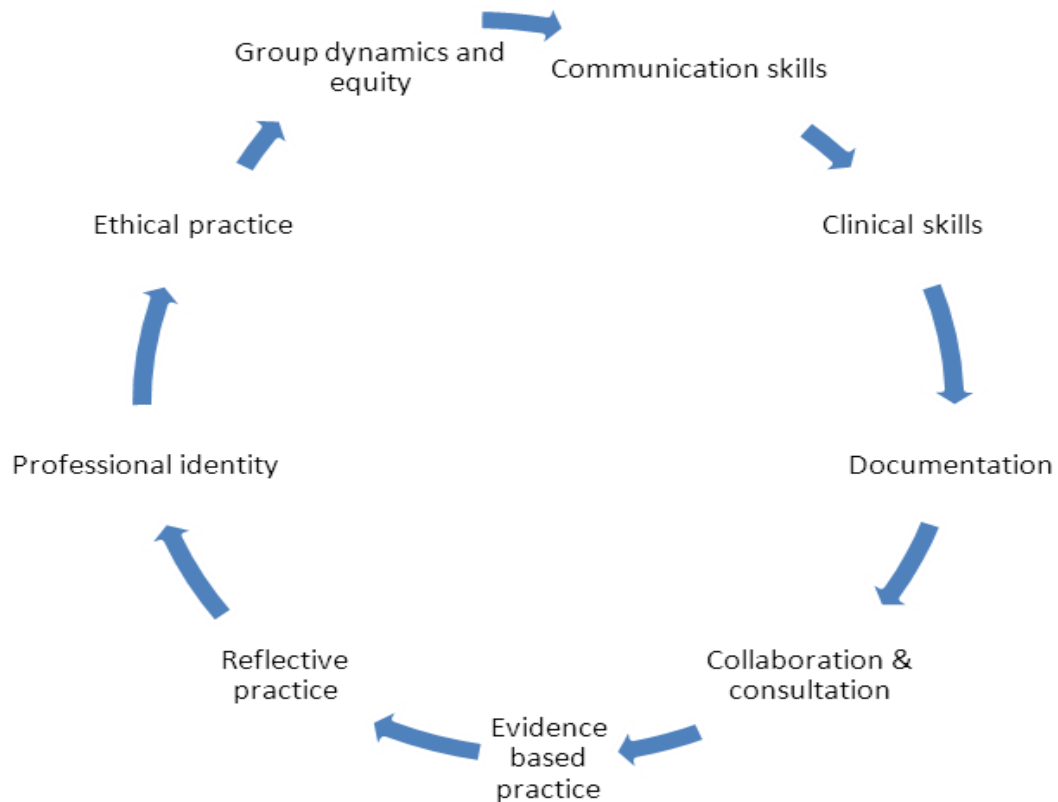 Group dynamics and
equity
Communication skills
Clinical skills
Documentation
Collaboration &
consultation
Evidence
based
practice
Reflective
practice
Professional identity
Ethical practice